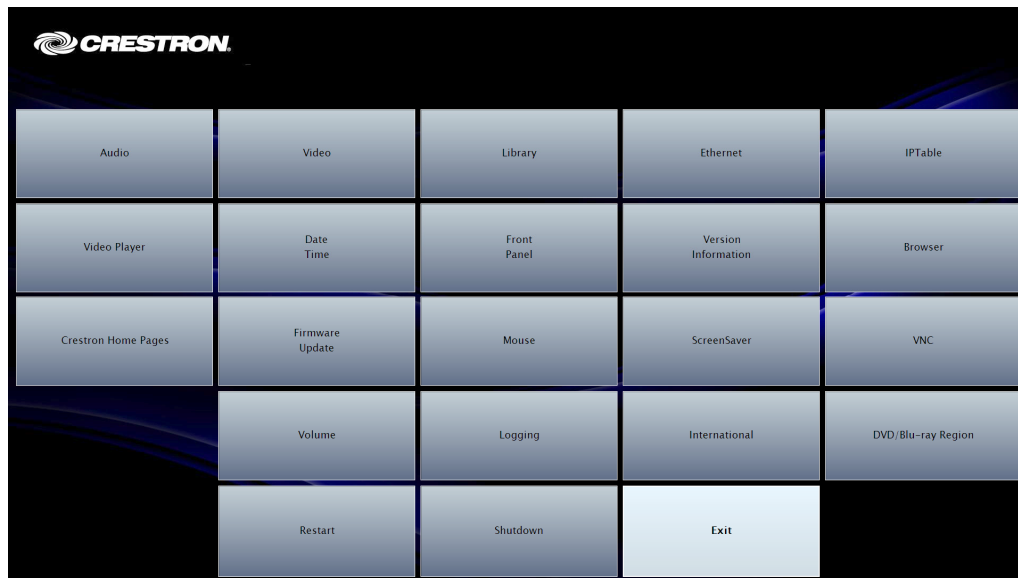 CRESTRON.
Audio
Video
Library
Ethernet
IPTable
Video Player
Date
Time
Front
Panel
Version
Information
Browser
Crestron Home Pages
Firmware
Update
Mouse
ScreenSaver
VNC
Volume
Logging
International
DVD/Blu-ray Region
Restart
Shutdown
Exit